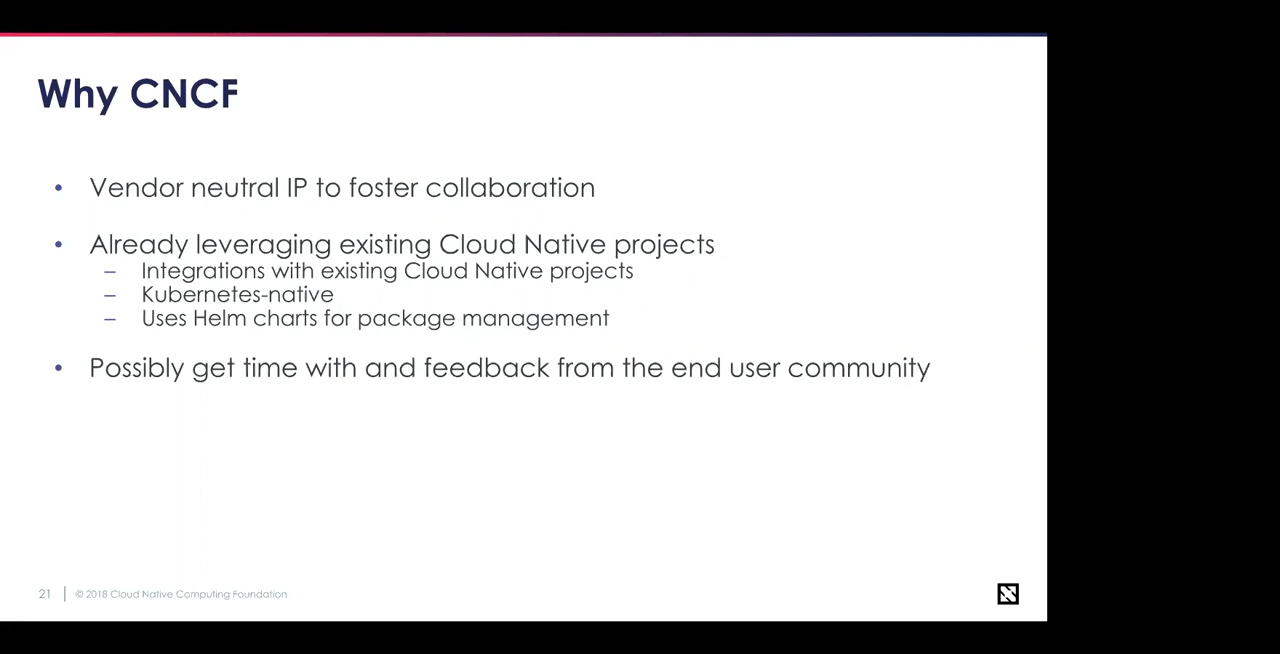 Why CNCF
• Vendor neutral IP to foster collaboration
• Already leveraging existing Cloud Native projects
– Integrations with existing Cloud Native projects
– Kubernetes-native
– Uses Helm charts for package management
• Possibly get time with and feedback from the end user community
21 | © 2018 Cloud Native Computing Foundation